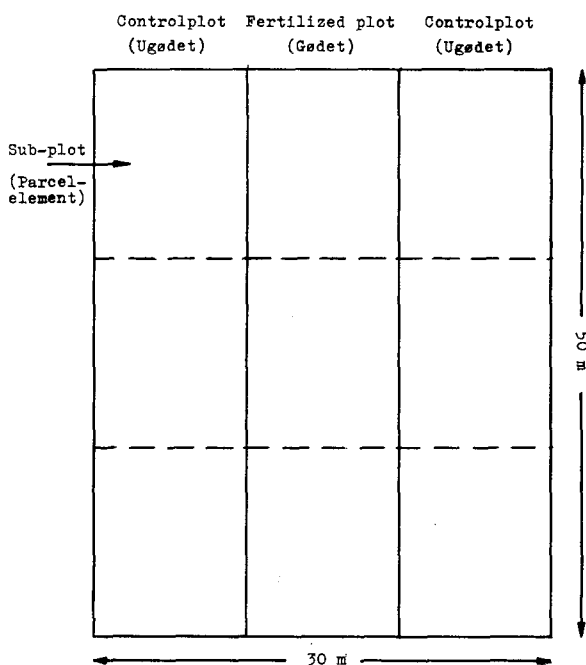 Controlplot
(Ugødet)
Fertilized plot
(Gødet)
Controlplot
(Ugødet)
Sub-plot
(Parcel-
element)
50 m
30 m